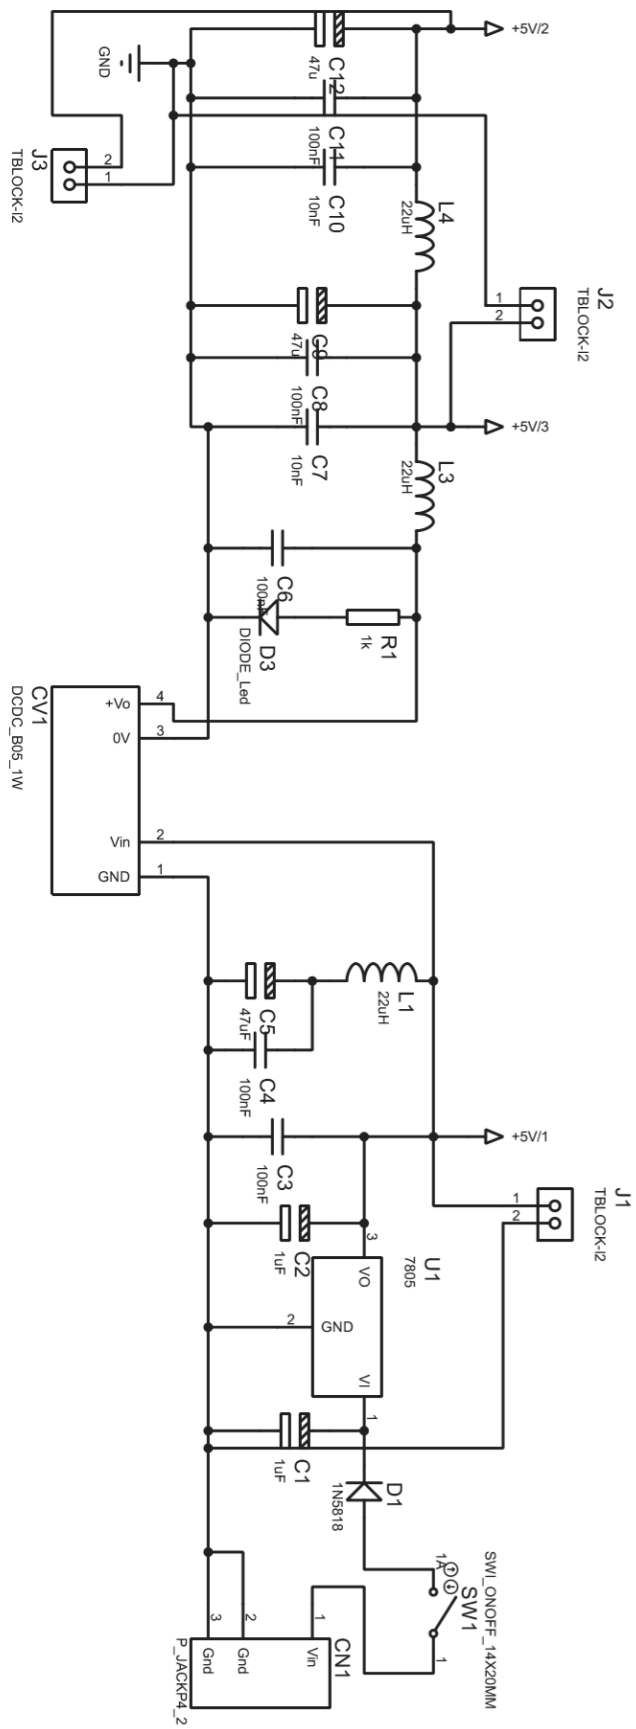 +5V/2
GND
C12
47u
C11
100nF
C10
10nF
J3
TBLOCK-I2
2
1
L4
22uH
J2
TBLOCK-I2
1
2
C9
47u
C8
100nF
C7
10nF
+5V/3
L3
22uH
C6
100nF
D3
DIODE_Led
R1
1k
CV1
DCDC_B05_1W
+Vo
4
0V
3
Vin
2
GND
1
L1
22uH
C5
47uF
C4
100nF
+5V/1
C3
100nF
J1
TBLOCK-I2
1
2
C2
1uF
U1
7805
VO
3
GND
2
VI
1
C1
1uF
D1
1N5818
SW1
SWI_ONOFF_14X20MM
1A
1
CN1
P_JACKP4_2
Vin
1
Gnd
2
Gnd
3